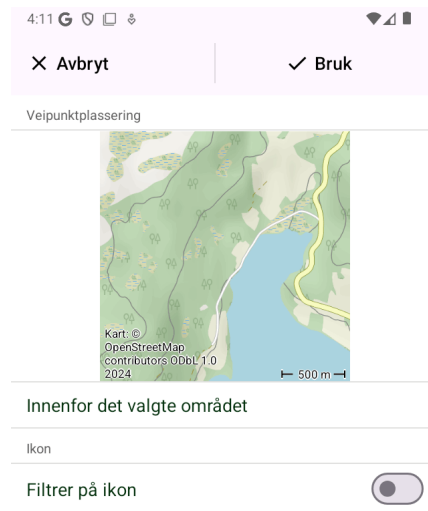 4:11
Avbryt
Bruk
Veipunktplassering
Kart: ©
OpenStreetMap
contributors ODbL 1.0
2024
500 m
Innenfor det valgte området
Ikon
Filtrer på ikon